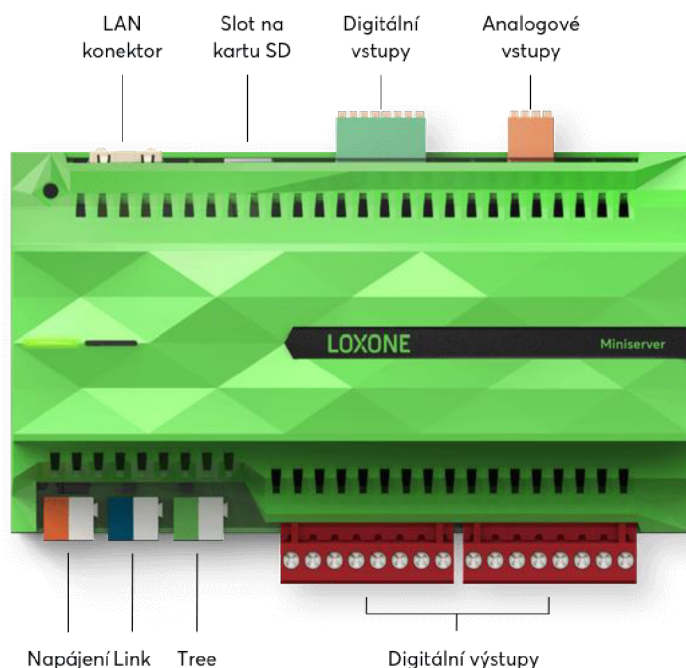 LAN
konektor
Slot na
kartu SD
Digitální
vstupy
Analogové
vstupy
LOXONE
Miniserver
Napájení
Link
Tree
Digitální výstupy